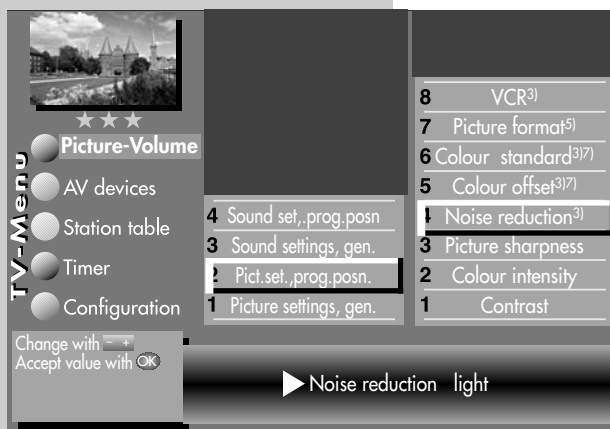 TV-Menu
Picture-Volume
AV devices
Station table
Timer
Configuration
4 Sound set,.prog.posn
3 Sound settings, gen.
2 Pict.set.,prog.posn.
1 Picture settings, gen.
8 VCR3)
7 Picture format5)
6 Colour standard3)7)
5 Colour offset3)7)
4 Noise reduction3)
3 Picture sharpness
2 Colour intensity
1 Contrast
Change with - +
Accept value with OK
Noise reduction light